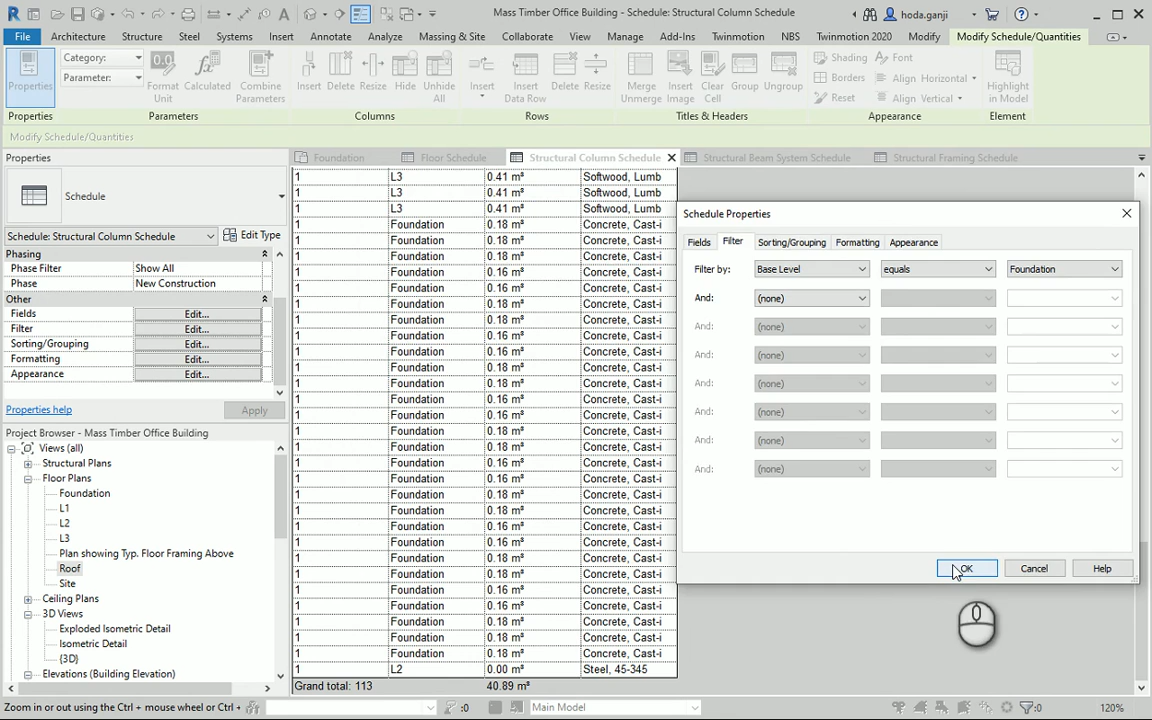 Mass Timber Office Building - Schedule: Structural Column Schedule
hoda.ganji
File Architecture Structure Steel Systems Insert Annotate Analyze Massing & Site Collaborate View Manage Add-Ins Twinmotion NBS Twinmotion 2020 Modify Modify Schedule/Quantities
Properties
Category:
Parameter:
Format Unit
Calculated
Combine Parameters
Insert
Delete
Resize
Hide
Unhide All
Insert
Insert Data Row
Delete
Resize
Merge Unmerge
Insert Image
Clear Cell
Group
Ungroup
Shading
Borders
Reset
Font
Align Horizontal
Align Vertical
Highlight in Model
Properties Parameters Columns Rows Titles & Headers Appearance Element
Modify Schedule/Quantities
Properties
Foundation
Floor Schedule
Structural Column Schedule
Structural Beam System Schedule
Structural Framing Schedule
Schedule
Schedule: Structural Column Schedule
Edit Type
Phasing
Phase Filter Show All
Phase New Construction
Other
Fields Edit...
Filter Edit...
Sorting/Grouping Edit...
Formatting Edit...
Appearance Edit...
Properties help
Apply
Project Browser - Mass Timber Office Building
Views (all)
Structural Plans
Floor Plans
Foundation
L1
L2
L3
Plan showing Typ. Floor Framing Above
Roof
Site
Ceiling Plans
3D Views
Exploded Isometric Detail
Isometric Detail
{3D}
Elevations (Building Elevation)
1 L3 0.41 m³ Softwood, Lumb
1 L3 0.41 m³ Softwood, Lumb
1 L3 0.41 m³ Softwood, Lumb
1 Foundation 0.18 m³ Concrete, Cast-i
1 Foundation 0.18 m³ Concrete, Cast-i
1 Foundation 0.18 m³ Concrete, Cast-i
1 Foundation 0.18 m³ Concrete, Cast-i
1 Foundation 0.16 m³ Concrete, Cast-i
1 Foundation 0.18 m³ Concrete, Cast-i
1 Foundation 0.18 m³ Concrete, Cast-i
1 Foundation 0.16 m³ Concrete, Cast-i
1 Foundation 0.18 m³ Concrete, Cast-i
1 Foundation 0.18 m³ Concrete, Cast-i
1 Foundation 0.16 m³ Concrete, Cast-i
1 Foundation 0.16 m³ Concrete, Cast-i
1 Foundation 0.16 m³ Concrete, Cast-i
1 Foundation 0.18 m³ Concrete, Cast-i
1 Foundation 0.18 m³ Concrete, Cast-i
1 Foundation 0.16 m³ Concrete, Cast-i
1 Foundation 0.16 m³ Concrete, Cast-i
1 Foundation 0.18 m³ Concrete, Cast-i
1 Foundation 0.18 m³ Concrete, Cast-i
1 Foundation 0.16 m³ Concrete, Cast-i
1 Foundation 0.16 m³ Concrete, Cast-i
1 Foundation 0.18 m³ Concrete, Cast-i
1 Foundation 0.18 m³ Concrete, Cast-i
1 Foundation 0.16 m³ Concrete, Cast-i
1 Foundation 0.16 m³ Concrete, Cast-i
1 Foundation 0.18 m³ Concrete, Cast-i
1 Foundation 0.18 m³ Concrete, Cast-i
1 Foundation 0.18 m³ Concrete, Cast-i
1 L2 0.00 m³ Steel, 45-345
Grand total: 113 40.89 m³
Schedule Properties
Fields Filter Sorting/Grouping Formatting Appearance
Filter by: Base Level equals Foundation
And: (none)
And: (none)
And: (none)
And: (none)
And: (none)
And: (none)
And: (none)
OK Cancel Help
Zoom in or out using the Ctrl + mouse wheel or Ctrl +
:0
Main Model
:0
120%